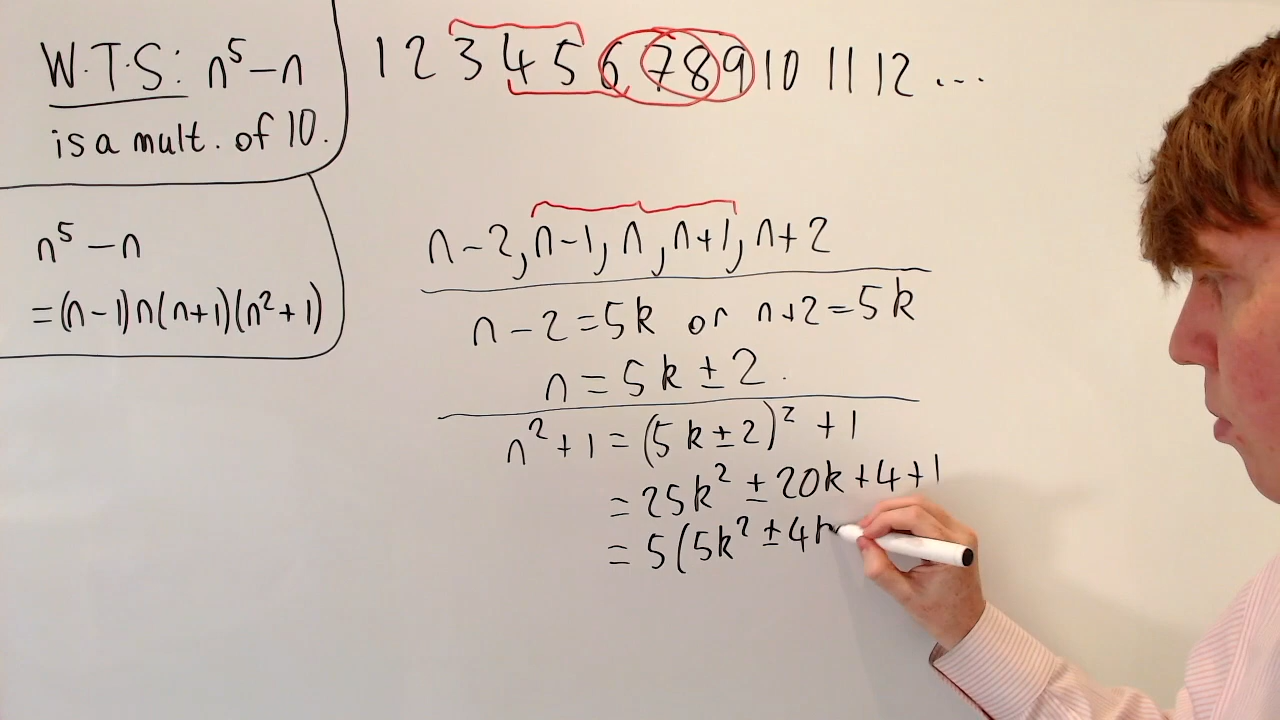 W.T.S: n⁵-n
is a mult. of 10.
1 2 3 4 5 6 7 8 9 10 11 12 ...
n⁵-n
=(n-1)n(n+1)(n²+1)
n-2, n-1, n, n+1, n+2
n-2=5k or n+2=5k
n=5k±2.
n²+1=(5k±2)²+1
=25k²±20k+4+1
=5(5k²±4k